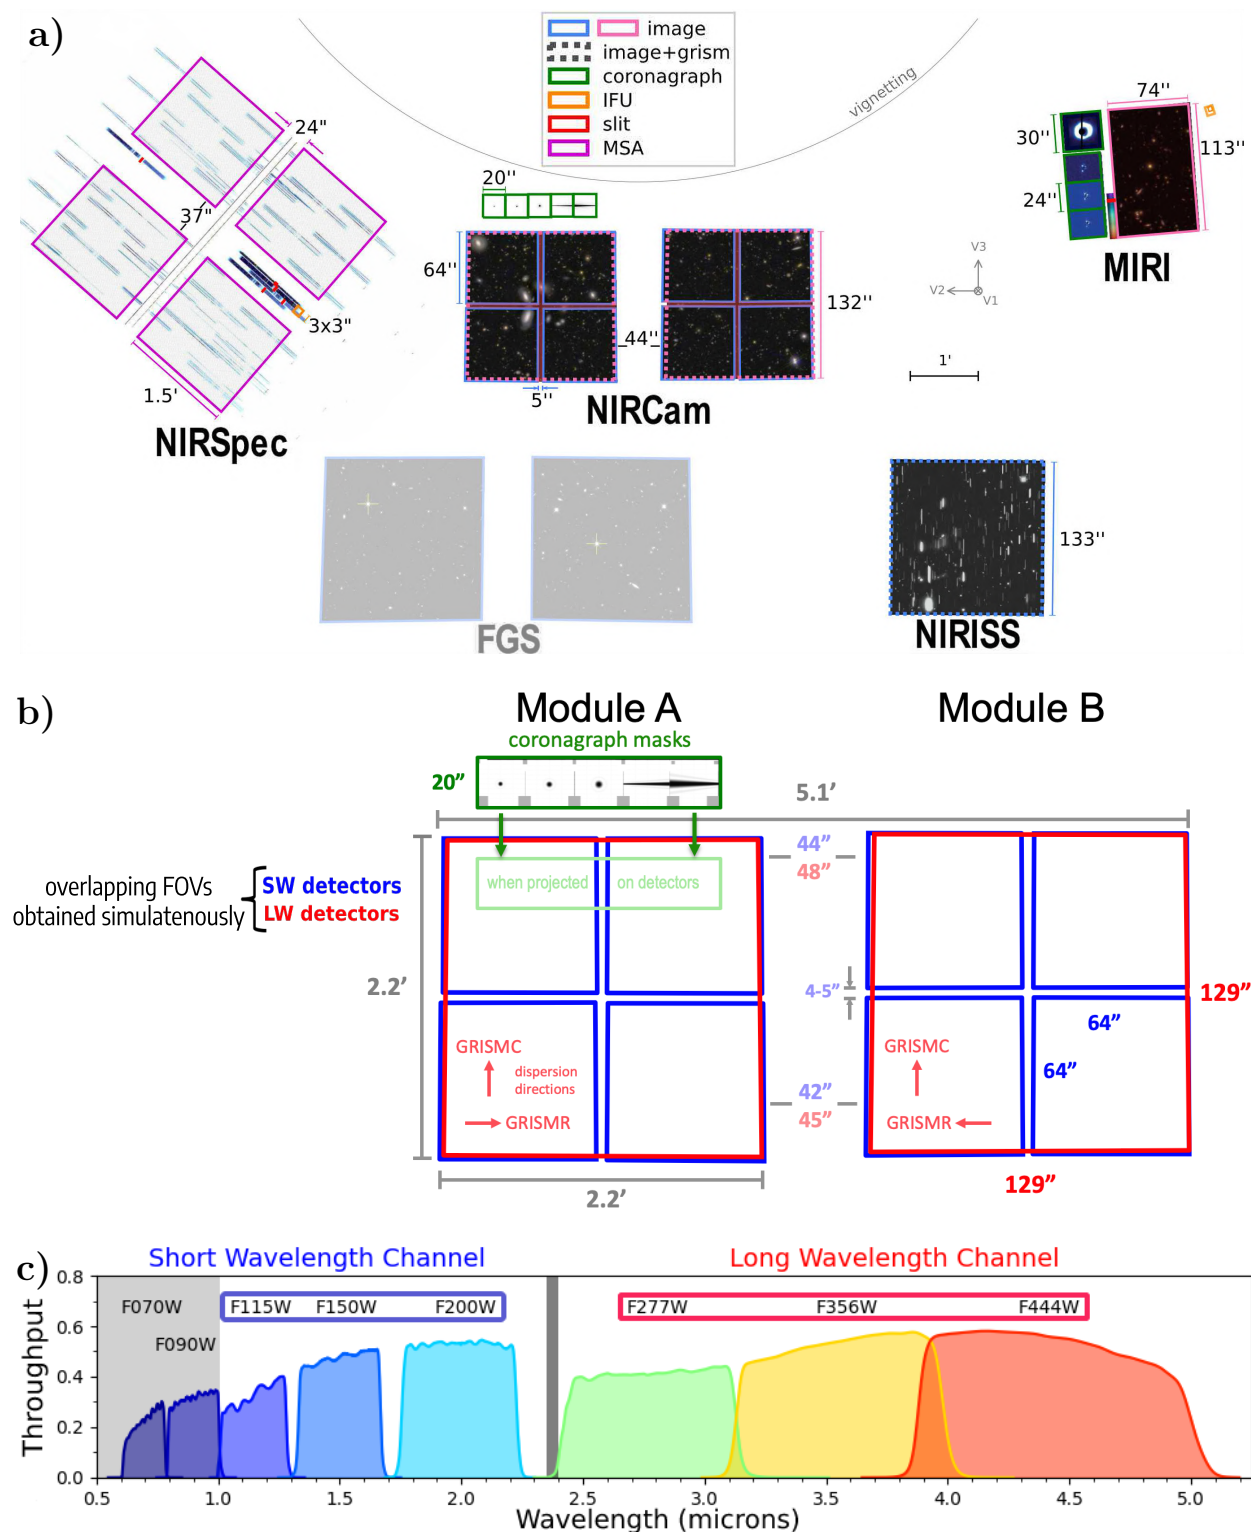 a)
image
image+grism
coronagraph
IFU
slit
MSA
vignetting
24"
37"
3x3"
1.5'
NIRSpec
20''
64''
44''
132''
5''
NIRCam
74''
30''
113''
24''
MIRI
V3
V2
V1
1'
FGS
133''
NIRISS
b)
Module A
Module B
coronagraph masks
20”
5.1’
44”
48”
when projected on detectors
overlapping FOVs
obtained simulatenously
SW detectors
LW detectors
2.2’
4-5”
129”
64”
64”
GRISMC
dispersion
directions
GRISMR
42”
45”
GRISMC
GRISMR
2.2’
129”
c)
Short Wavelength Channel
Long Wavelength Channel
Throughput
0.8
0.6
0.4
0.2
0.0
F070W
F090W
F115W
F150W
F200W
F277W
F356W
F444W
0.5
1.0
1.5
2.0
2.5
3.0
3.5
4.0
4.5
5.0
Wavelength (microns)